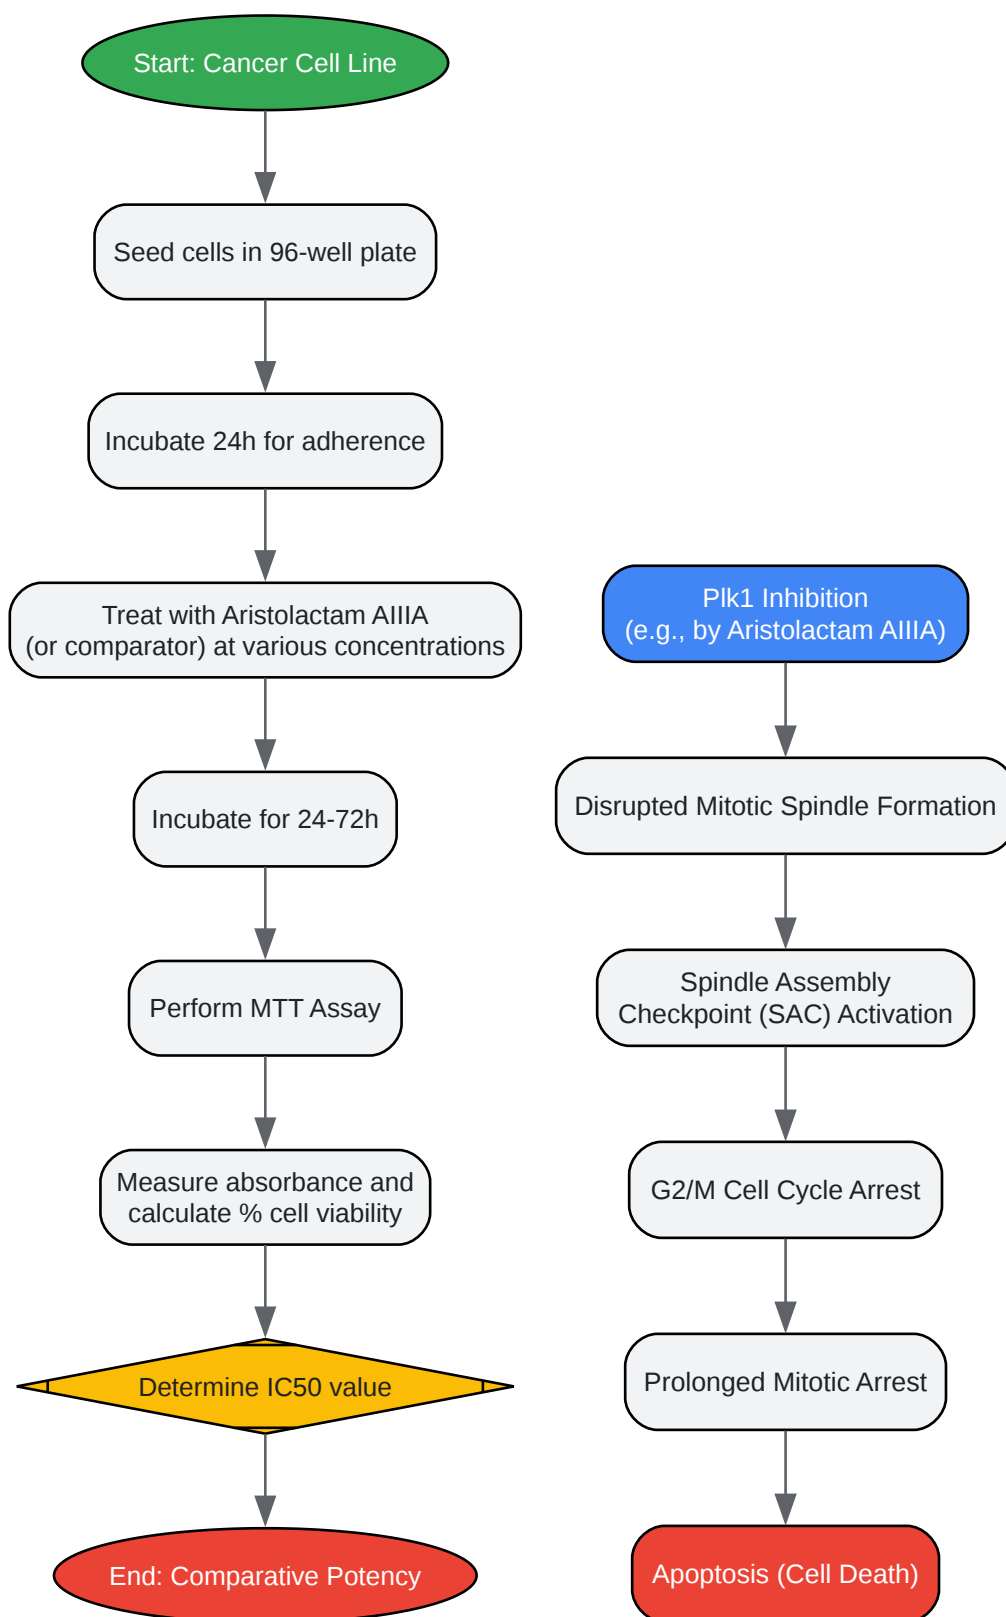 Start: Cancer Cell Line
Seed cells in 96-well plate
Incubate 24h for adherence
Treat with Aristolactam AIIIA
(or comparator) at various concentrations
Incubate for 24-72h
Perform MTT Assay
Measure absorbance and
calculate % cell viability
Determine IC50 value
End: Comparative Potency
Plk1 Inhibition
(e.g., by Aristolactam AIIIA)
Disrupted Mitotic Spindle Formation
Spindle Assembly
Checkpoint (SAC) Activation
G2/M Cell Cycle Arrest
Prolonged Mitotic Arrest
Apoptosis (Cell Death)